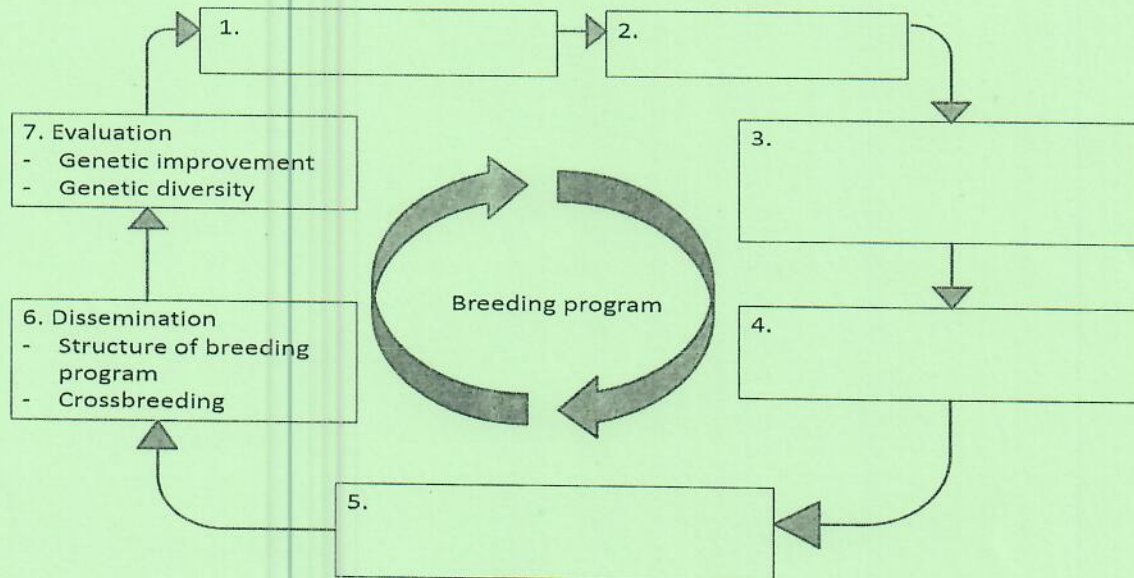 1.
2.
3.
4.
5.
6. Dissemination
- Structure of breeding
program
- Crossbreeding
7. Evaluation
- Genetic improvement
- Genetic diversity
Breeding program